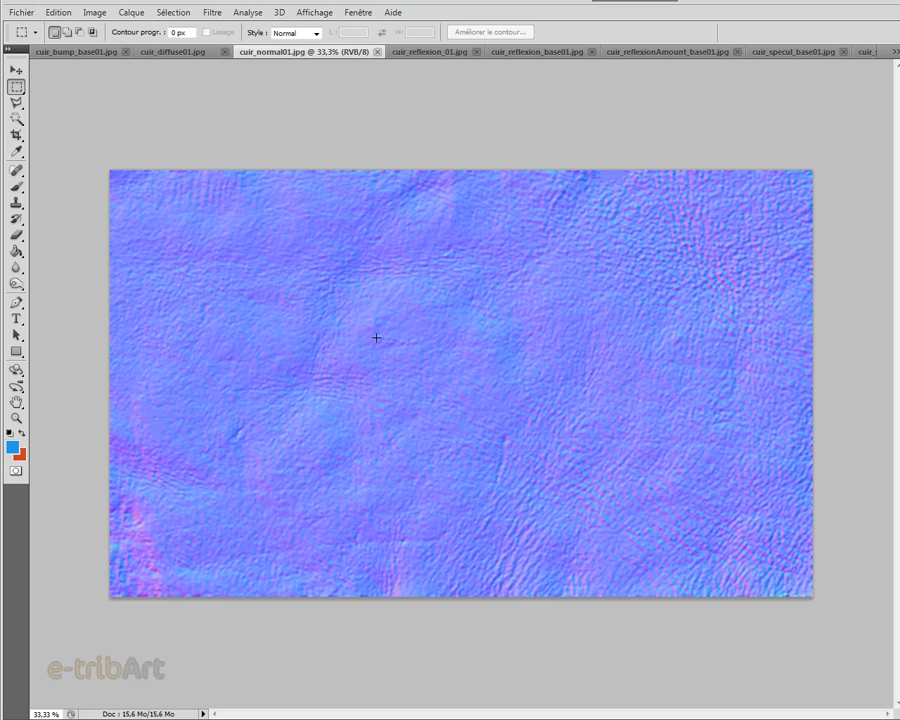 Fichier Edition Image Calque Sélection Filtre Analyse 3D Affichage Fenêtre Aide
Contour progr. : 0 px Lissage Style : Normal L : H : Améliorer le contour...
cuir_bump_base01.jpg cuir_diffuse01.jpg cuir_normal01.jpg @ 33,3% (RVB/8) cuir_reflexion_01.jpg cuir_reflexion_base01.jpg cuir_reflexionAmount_base01.jpg cuir_specul_base01.jpg cuir_
e-tribArt
33,33 % Doc : 15,6 Mo/15,6 Mo